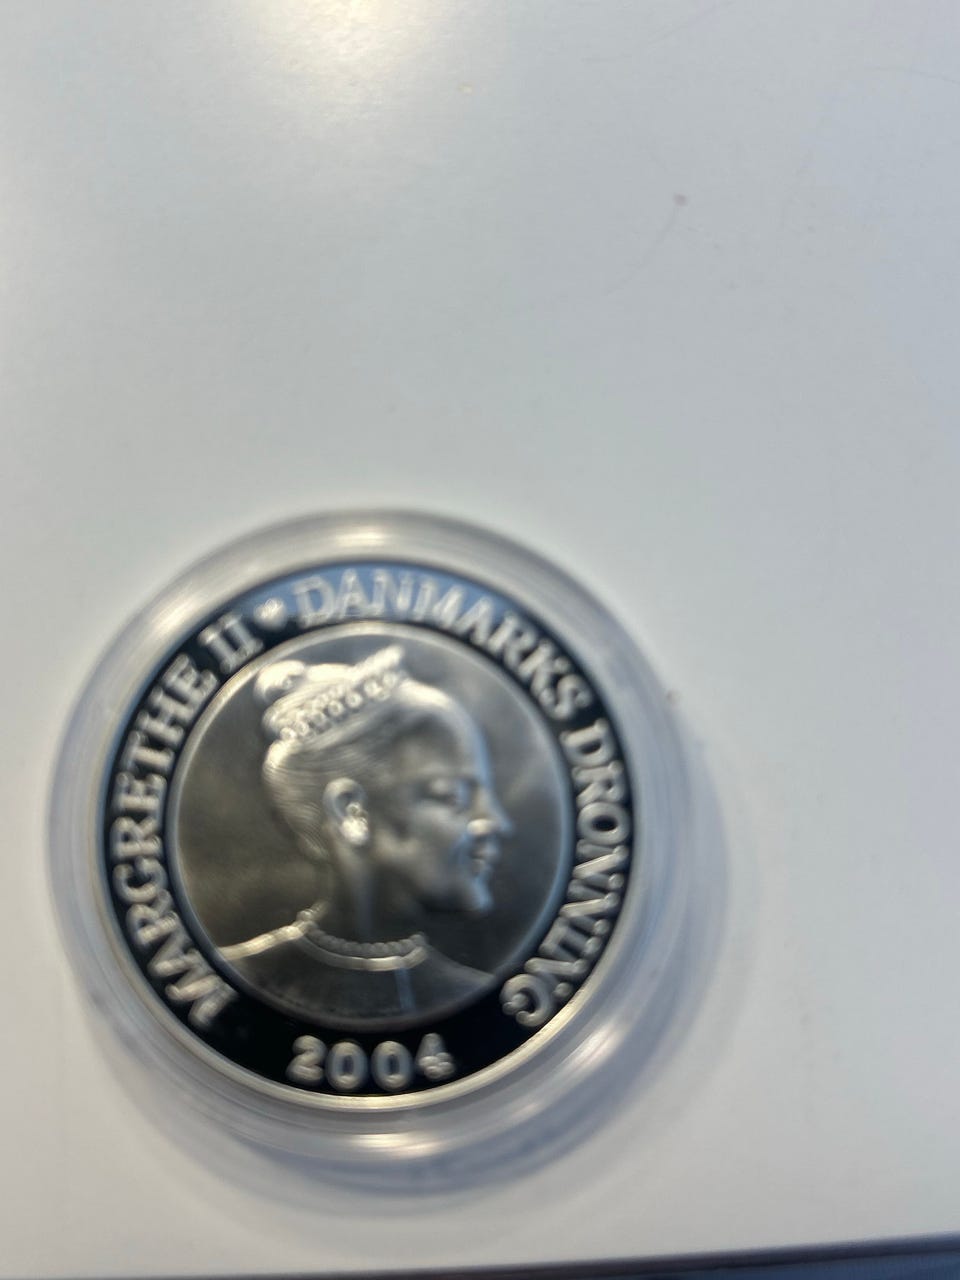 MARGRETHE II ♥ DANMARKS DRONNING
2004